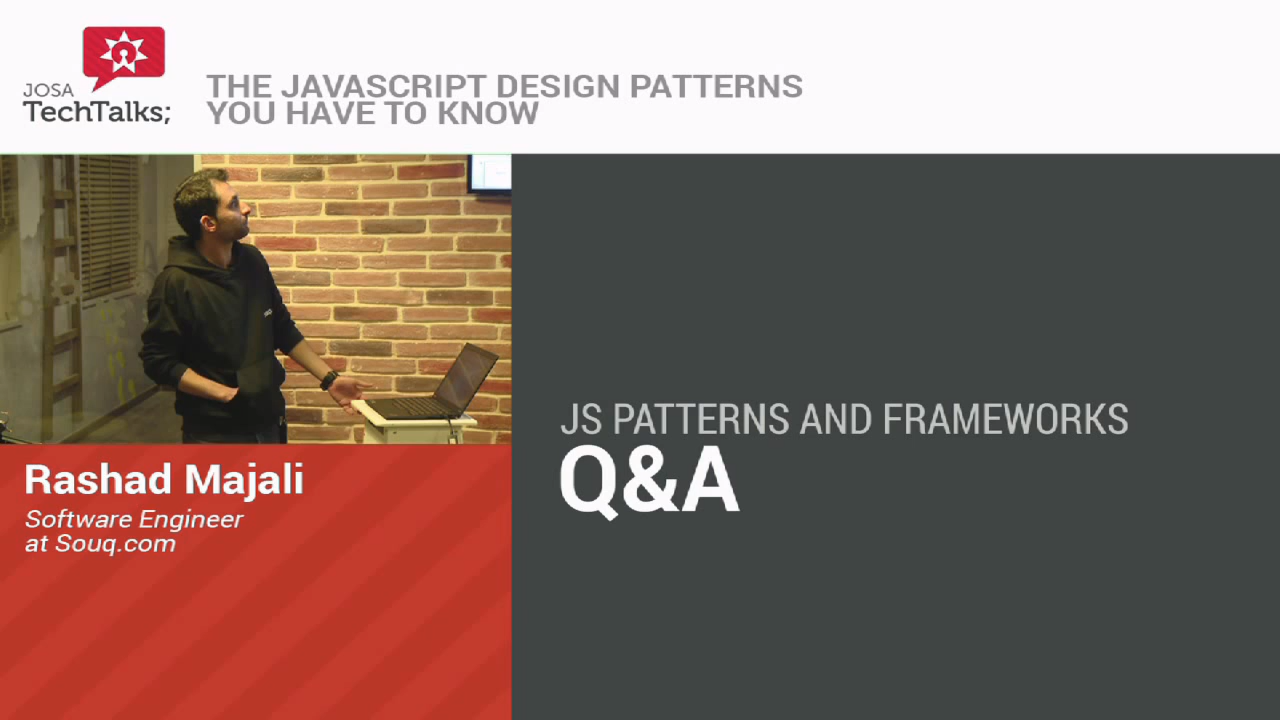 JOSA
TechTalks;
THE JAVASCRIPT DESIGN PATTERNS
YOU HAVE TO KNOW
JS PATTERNS AND FRAMEWORKS
Q&A
Rashad Majali
Software Engineer
at Souq.com